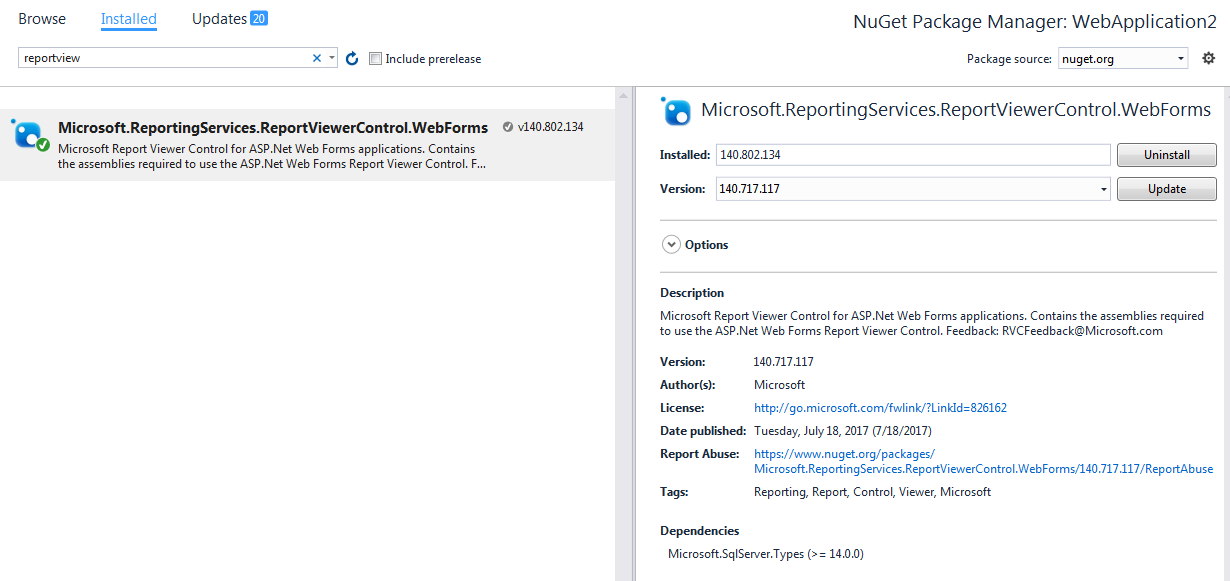 Browse Installed Updates 20
NuGet Package Manager: WebApplication2
reportview
Include prerelease
Package source: nuget.org
Microsoft.ReportingServices.ReportViewerControl.WebForms v140.802.134
Microsoft Report Viewer Control for ASP.Net Web Forms applications. Contains
the assemblies required to use the ASP.Net Web Forms Report Viewer Control. F...
Microsoft.ReportingServices.ReportViewerControl.WebForms
Installed: 140.802.134 Uninstall
Version: 140.717.117 Update
Options
Description
Microsoft Report Viewer Control for ASP.Net Web Forms applications. Contains the assemblies required
to use the ASP.Net Web Forms Report Viewer Control. Feedback: RVCFeedback@Microsoft.com
Version: 140.717.117
Author(s): Microsoft
License: http://go.microsoft.com/fwlink/?LinkId=826162
Date published: Tuesday, July 18, 2017 (7/18/2017)
Report Abuse: https://www.nuget.org/packages/
Microsoft.ReportingServices.ReportViewerControl.WebForms/140.717.117/ReportAbuse
Tags: Reporting, Report, Control, Viewer, Microsoft
Dependencies
Microsoft.SqlServer.Types (>= 14.0.0)